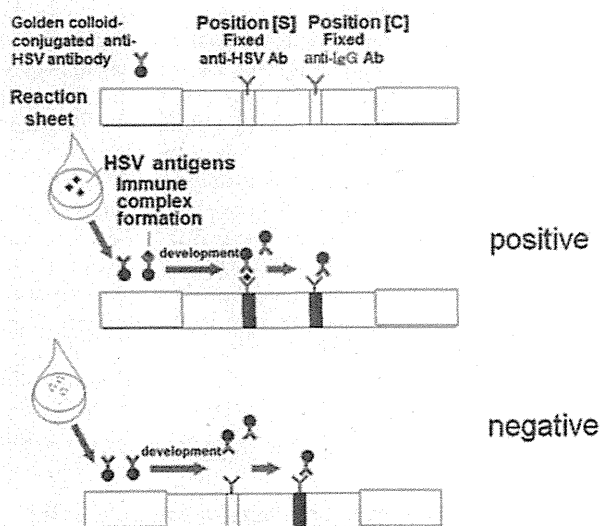 Golden colloid-
conjugated anti-
HSV antibody
Position [S]
Fixed
anti-HSV Ab
Position [C]
Fixed
anti-IgG Ab
Reaction
sheet
HSV antigens
Immune
complex
formation
development
positive
development
negative